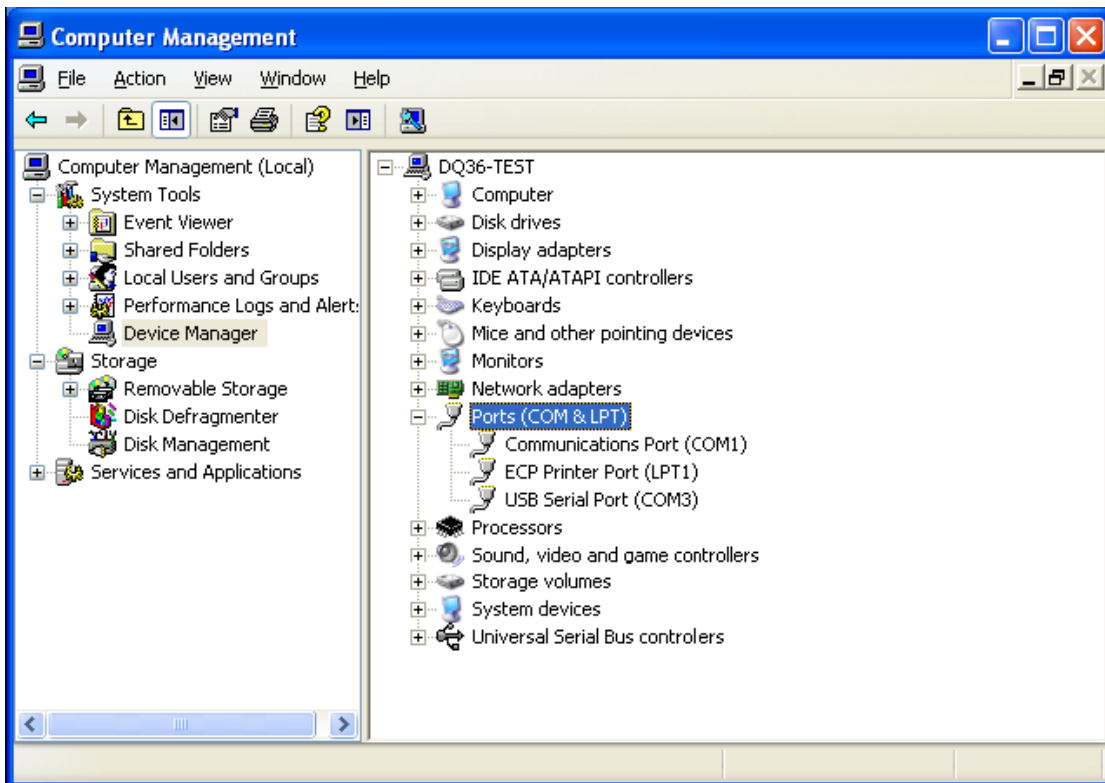 Computer Management
File Action View Window Help
Computer Management (Local)
System Tools
Event Viewer
Shared Folders
Local Users and Groups
Performance Logs and Alert:
Device Manager
Storage
Removable Storage
Disk Defragmenter
Disk Management
Services and Applications
DQ36-TEST
Computer
Disk drives
Display adapters
IDE ATA/ATAPI controllers
Keyboards
Mice and other pointing devices
Monitors
Network adapters
Ports (COM & LPT)
Communications Port (COM1)
ECP Printer Port (LPT1)
USB Serial Port (COM3)
Processors
Sound, video and game controllers
Storage volumes
System devices
Universal Serial Bus controlers